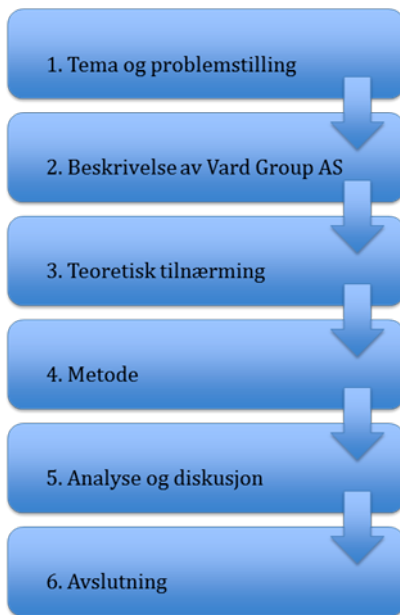 1. Tema og problemstilling
2. Beskrivelse av Vard Group AS
3. Teoretisk tilnærming
4. Metode
5. Analyse og diskusjon
6. Avslutning